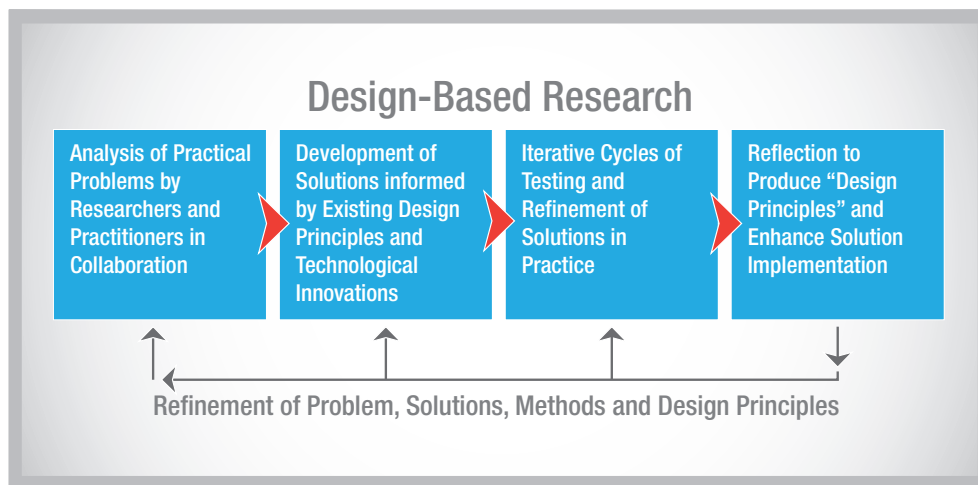 Design-Based Research
Analysis of Practical
Problems by
Researchers and
Practitioners in
Collaboration
Development of
Solutions informed
by Existing Design
Principles and
Technological
Innovations
Iterative Cycles of
Testing and
Refinement of
Solutions in
Practice
Reflection to
Produce “Design
Principles” and
Enhance Solution
Implementation
Refinement of Problem, Solutions, Methods and Design Principles